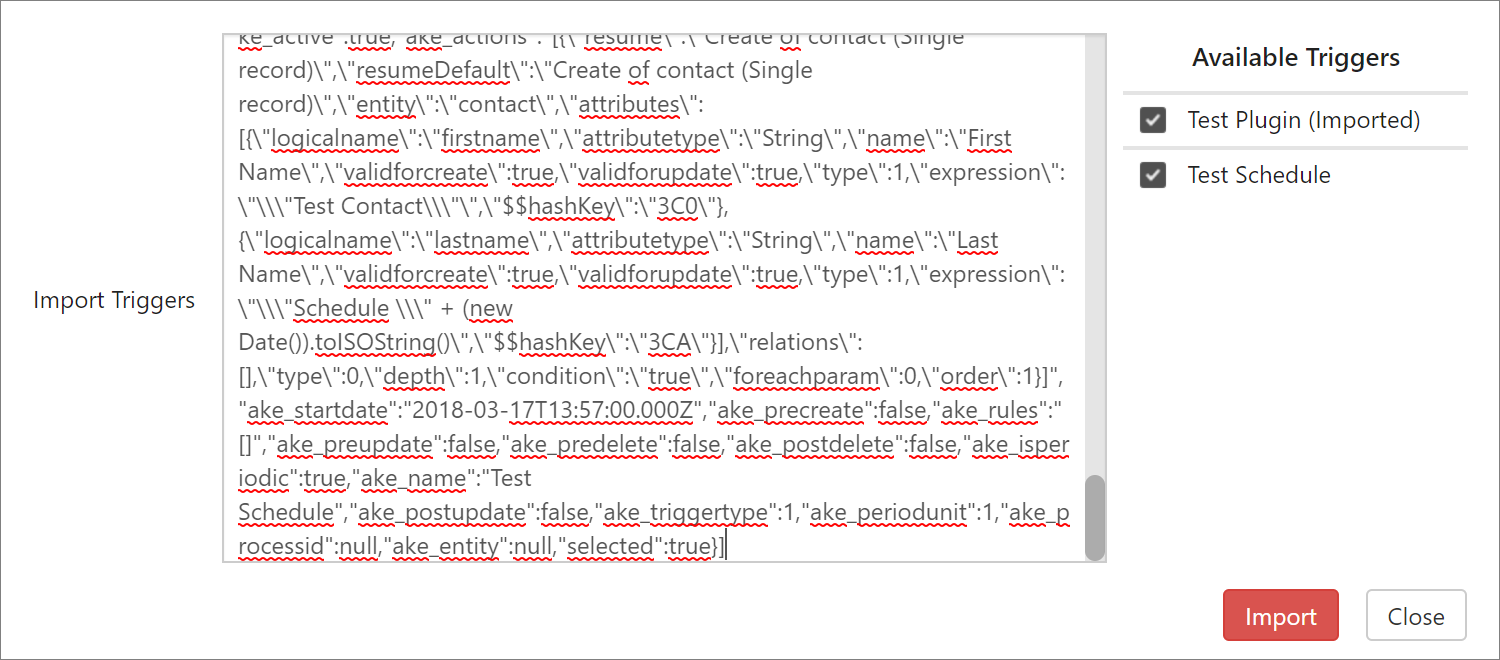 Import Triggers
ke_active":true,"ake_actions":"[{\"resume\":\"Create of contact (Single
record)\",\"resumeDefault\":\"Create of contact (Single
record)\",\"entity\":\"contact\",\"attributes\":
[{\"logicalname\":\"firstname\",\"attributetype\":\"String\",\"name\":\"First
Name\",\"validforcreate\":true,\"validforupdate\":true,\"type\":1,\"expression\":
\"\\\"Test Contact\\\"\",\"$$hashKey\":\"3C0\"},
{\"logicalname\":\"lastname\",\"attributetype\":\"String\",\"name\":\"Last
Name\",\"validforcreate\":true,\"validforupdate\":true,\"type\":1,\"expression\":
\"\\\"Schedule \\\" + (new
Date()).toISOString()\",\"$$hashKey\":\"3CA\"}],\"relations\":
[],\"type\":0,\"depth\":1,\"condition\":\"true\",\"foreachparam\":0,\"order\":1}]",
"ake_startdate":"2018-03-17T13:57:00.000Z","ake_precreate":false,"ake_rules":"
[]","ake_preupdate":false,"ake_predelete":false,"ake_postdelete":false,"ake_isper
iodic":true,"ake_name":"Test
Schedule","ake_postupdate":false,"ake_triggertype":1,"ake_periodunit":1,"ake_p
rocessid":null,"ake_entity":null,"selected":true}]
Available Triggers
Test Plugin (Imported)
Test Schedule
Import
Close